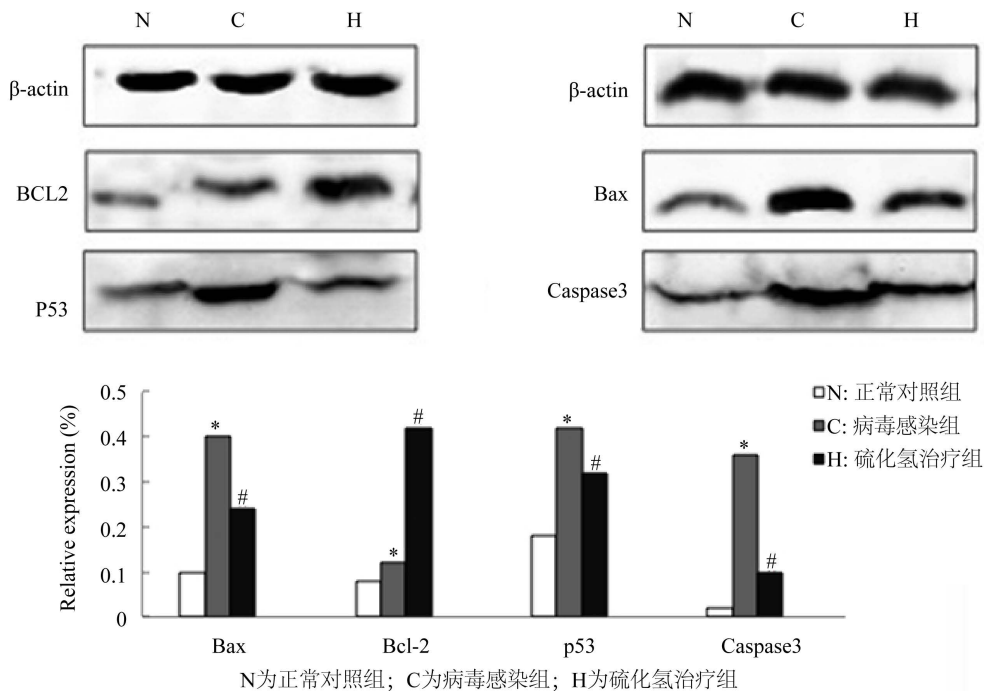 N C H
β-actin
BCL2
P53
N C H
β-actin
Bax
Caspase3
Relative expression (%)
0.5
0.4
0.3
0.2
0.1
0
* # * # * # * #
Bax Bcl-2 p53 Caspase3
N: 正常对照组
C: 病毒感染组
H: 硫化氢治疗组
N为正常对照组；C为病毒感染组；H为硫化氢治疗组